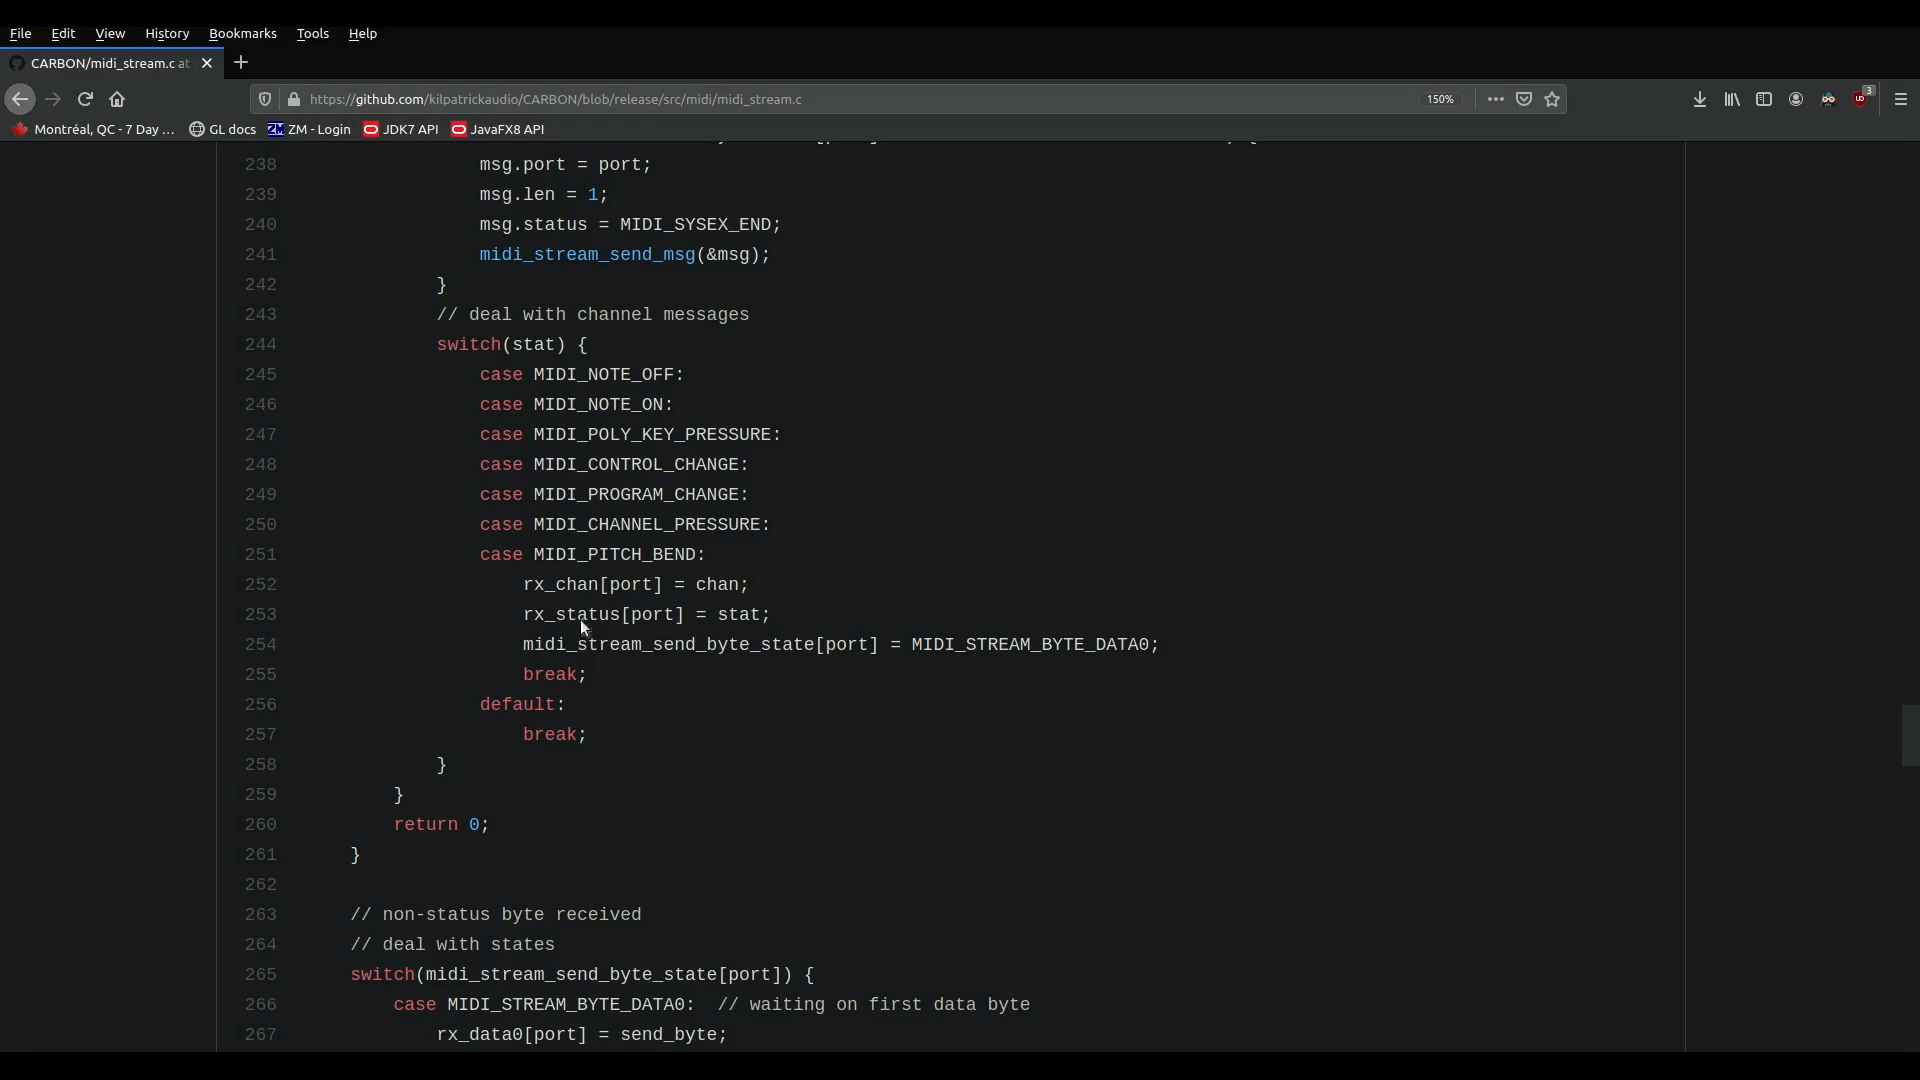 File Edit View History Bookmarks Tools Help
CARBON/midi_stream.c at
https://github.com/kilpatrickaudio/CARBON/blob/release/src/midi/midi_stream.c 150% 3
Montréal, QC - 7 Day ... GL docs ZM - Login JDK7 API JavaFX8 API
238 msg.port = port;
239 msg.len = 1;
240 msg.status = MIDI_SYSEX_END;
241 midi_stream_send_msg(&msg);
242 }
243 // deal with channel messages
244 switch(stat) {
245 case MIDI_NOTE_OFF:
246 case MIDI_NOTE_ON:
247 case MIDI_POLY_KEY_PRESSURE:
248 case MIDI_CONTROL_CHANGE:
249 case MIDI_PROGRAM_CHANGE:
250 case MIDI_CHANNEL_PRESSURE:
251 case MIDI_PITCH_BEND:
252 rx_chan[port] = chan;
253 rx_status[port] = stat;
254 midi_stream_send_byte_state[port] = MIDI_STREAM_BYTE_DATA0;
255 break;
256 default:
257 break;
258 }
259 }
260 return 0;
261 }
262
263 // non-status byte received
264 // deal with states
265 switch(midi_stream_send_byte_state[port]) {
266 case MIDI_STREAM_BYTE_DATA0: // waiting on first data byte
267 rx_data0[port] = send_byte;